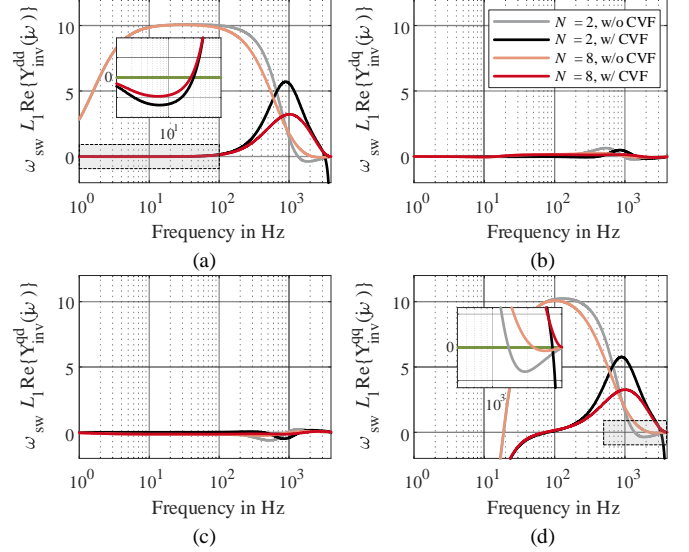 ω_sw L_1 Re{Y_inv^dd(jω)}
10
5
0
0
10^1
10^0
10^1
10^2
10^3
Frequency in Hz
(a)
ω_sw L_1 Re{Y_inv^dq(jω)}
10
5
0
N = 2, w/o CVF
N = 2, w/ CVF
N = 8, w/o CVF
N = 8, w/ CVF
10^0
10^1
10^2
10^3
Frequency in Hz
(b)
ω_sw L_1 Re{Y_inv^qd(jω)}
10
5
0
10^0
10^1
10^2
10^3
Frequency in Hz
(c)
ω_sw L_1 Re{Y_inv^qq(jω)}
10
5
0
0
10^3
10^0
10^1
10^2
10^3
Frequency in Hz
(d)